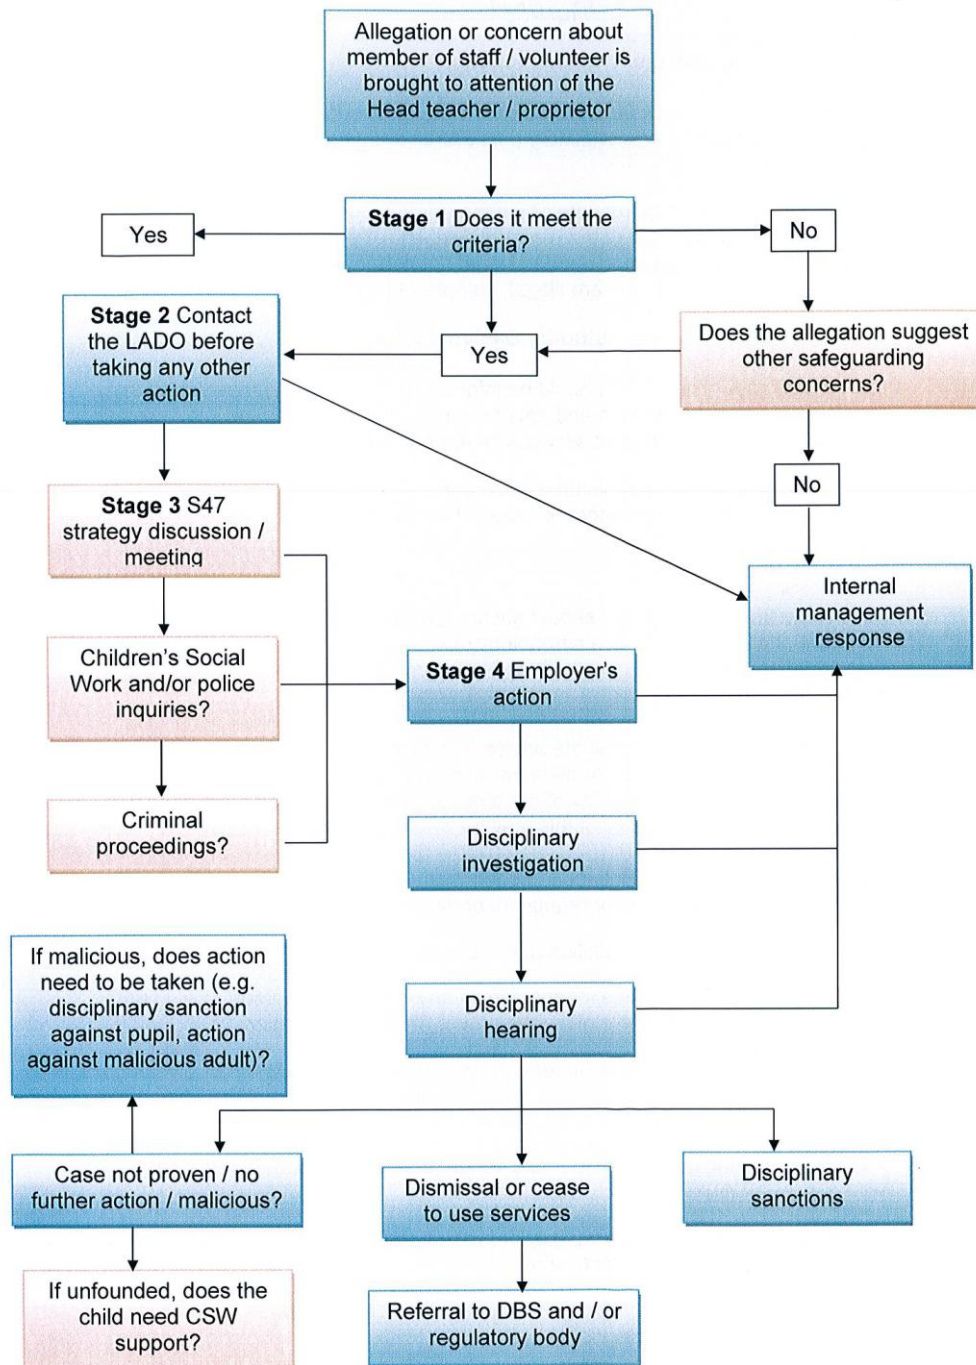 Allegation or concern about
member of staff / volunteer is
brought to attention of the
Head teacher / proprietor
Yes
Stage 1 Does it meet the
criteria?
No
Stage 2 Contact
the LADO before
taking any other
action
Yes
Does the allegation suggest
other safeguarding
concerns?
No
Stage 3 S47
strategy discussion /
meeting
Internal
management
response
Children's Social
Work and/or police
inquiries?
Stage 4 Employer's
action
Criminal
proceedings?
Disciplinary
investigation
If malicious, does action
need to be taken (e.g.
disciplinary sanction
against pupil, action
against malicious adult)?
Disciplinary
hearing
Case not proven / no
further action / malicious?
Dismissal or cease
to use services
Disciplinary
sanctions
If unfounded, does the
child need CSW
support?
Referral to DBS and / or
regulatory body